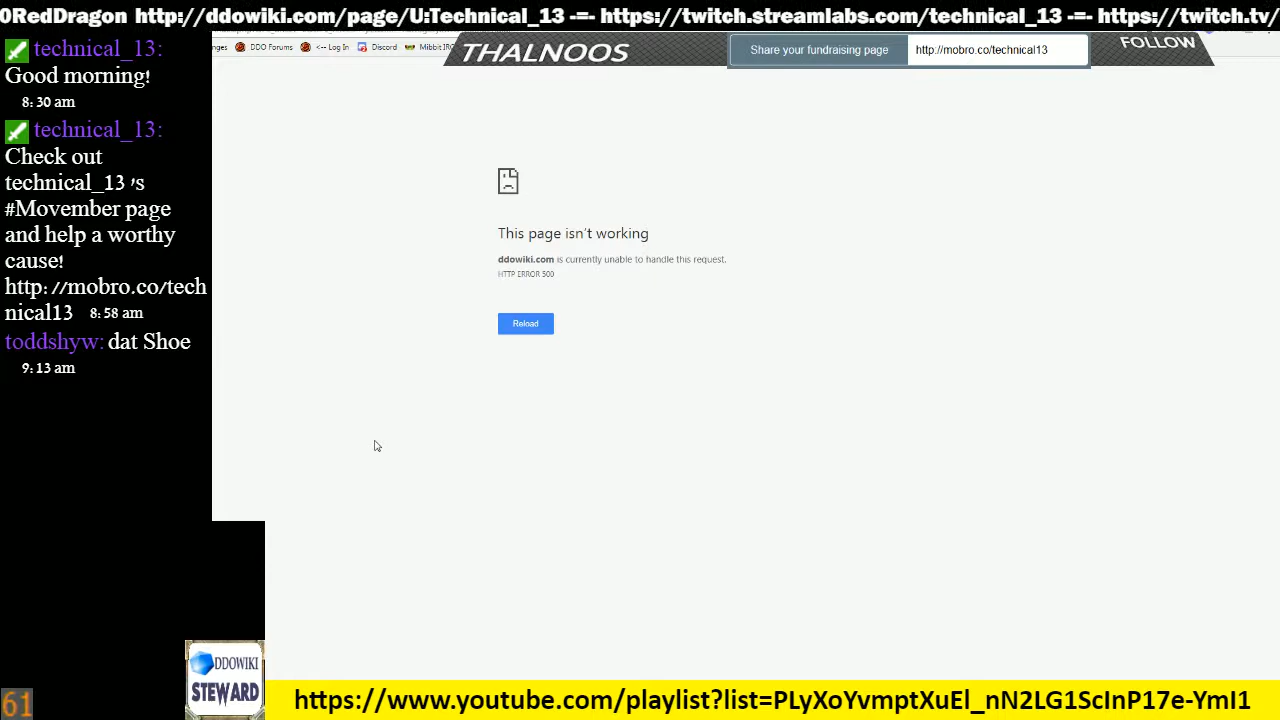 0RedDragon http://ddowiki.com/page/U:Technical_13 -=- https://twitch.streamlabs.com/technical_13 -=- https://twitch.tv/
technical_13:
Good morning!
8:30 am
technical_13:
Check out
technical_13's
#Movember page
and help a worthy
cause!
http://mobro.co/tech
nical13 8:58 am
toddshyw: dat Shoe
9:13 am
nges DDO Forums <-- Log In Discord Mibbit IRC
THALNOOS
Share your fundraising page http://mobro.co/technical13
FOLLOW
This page isn't working
ddowiki.com is currently unable to handle this request.
HTTP ERROR 500
Reload
DDOWIKI
STEWARD
61
https://www.youtube.com/playlist?list=PLyXoYvmptXuEl_nN2LG1ScInP17e-YmI1